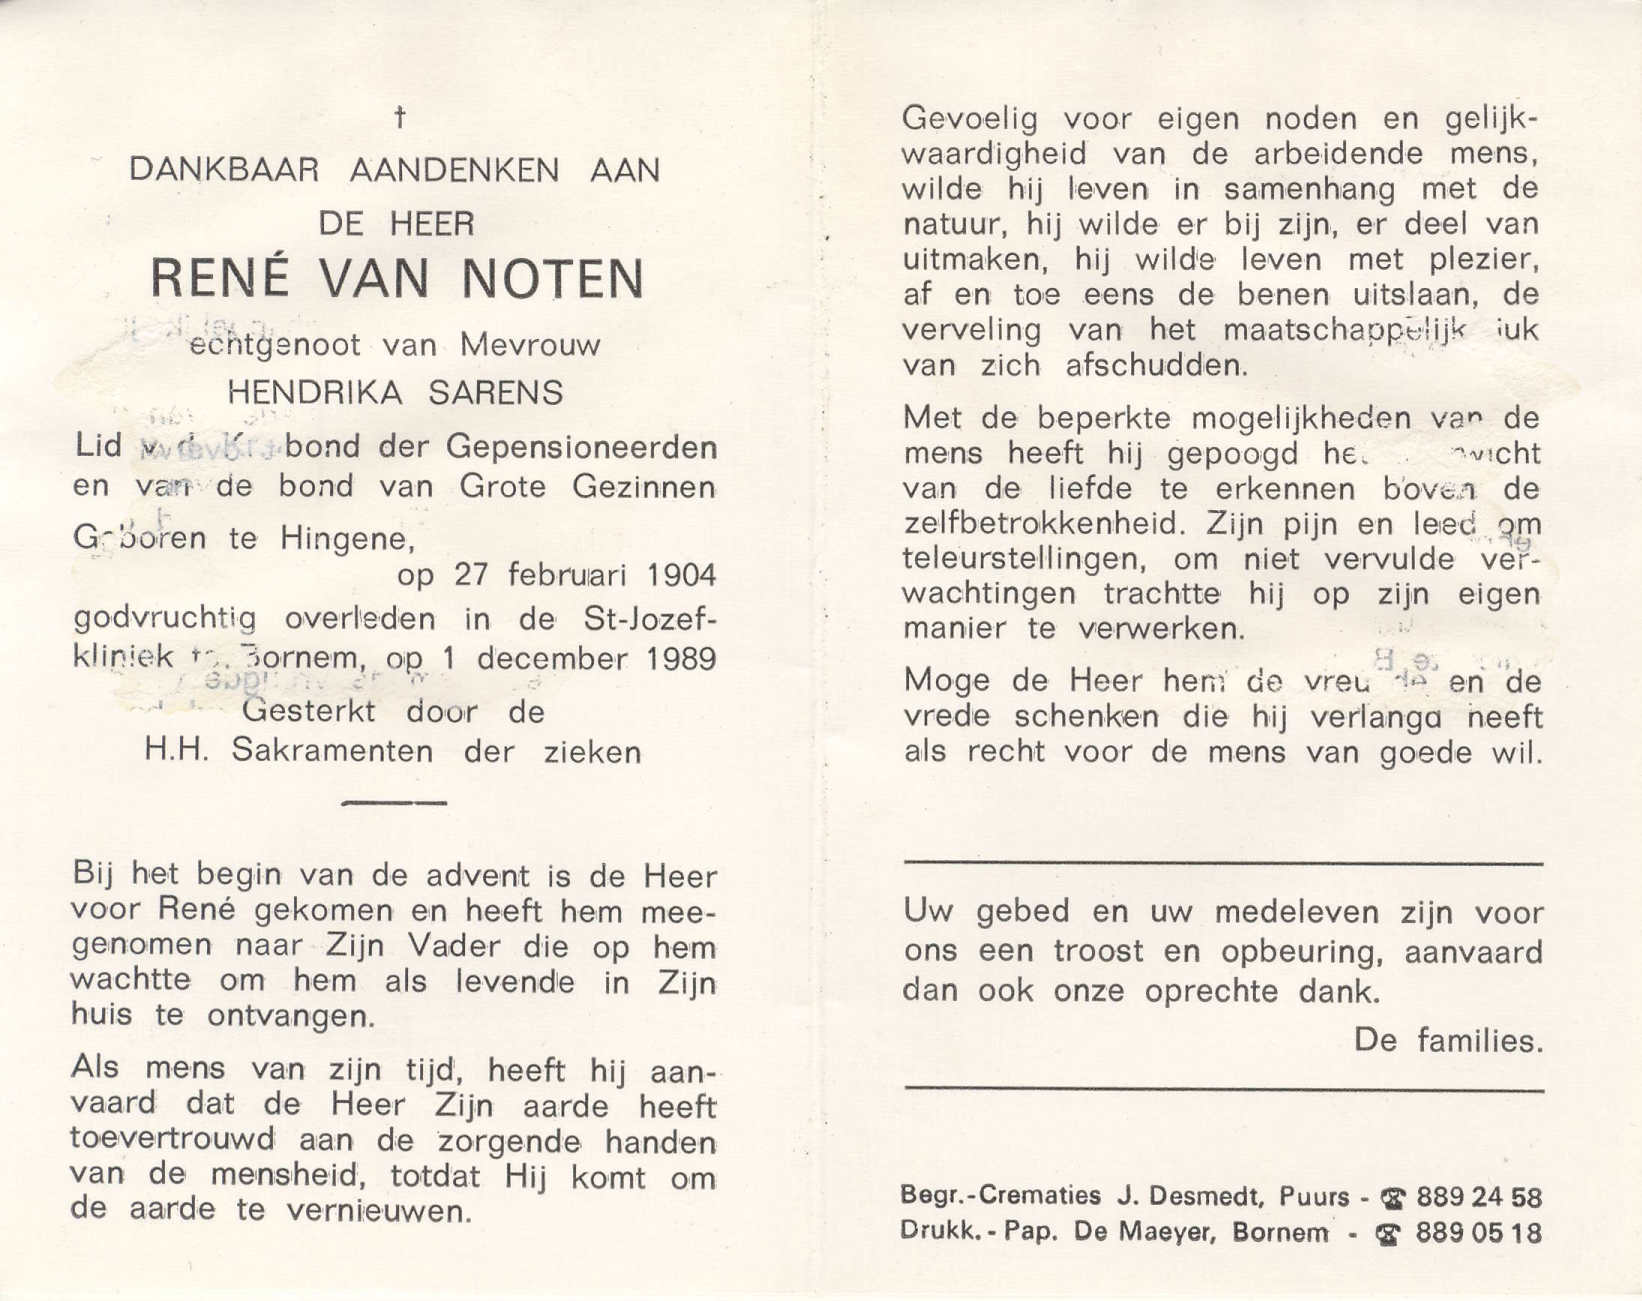 †
DANKBAAR AANDENKEN AAN
DE HEER
RENÉ VAN NOTEN
echtgenoot van Mevrouw
HENDRIKA SARENS
Lid bond der Gepensioneerden
en van de bond van Grote Gezinnen
Geboren te Hingene,
op 27 februari 1904
godvruchtig overleden in de St-Jozef-
kliniek te Bornem, op 1 december 1989
Gesterkt door de
H.H. Sakramenten der zieken
Bij het begin van de advent is de Heer
voor René gekomen en heeft hem mee-
genomen naar Zijn Vader die op hem
wachtte om hem als levende in Zijn
huis te ontvangen.
Als mens van zijn tijd, heeft hij aan-
vaard dat de Heer Zijn aarde heeft
toevertrouwd aan de zorgende handen
van de mensheid, totdat Hij komt om
de aarde te vernieuwen.
Gevoelig voor eigen noden en gelijk-
waardigheid van de arbeidende mens,
wilde hij leven in samenhang met de
natuur, hij wilde er bij zijn, er deel van
uitmaken, hij wilde leven met plezier,
af en toe eens de benen uitslaan, de
verveling van het maatschappelijk juk
van zich afschudden.
Met de beperkte mogelijkheden van de
mens heeft hij gepoogd
van de liefde te erkennen boven de
zelfbetrokkenheid. Zijn pijn en leed om
teleurstellingen, om niet vervulde ver-
wachtingen trachtte hij op zijn eigen
manier te verwerken.
Moge de Heer hem de vreugde en de
vrede schenken die hij verlangd heeft
als recht voor de mens van goede wil.
Uw gebed en uw medeleven zijn voor
ons een troost en opbeuring, aanvaard
dan ook onze oprechte dank.
De families.
Begr.-Crematies J. Desmedt, Puurs - ☎ 889 24 58
Drukk.- Pap. De Maeyer, Bornem - ☎ 889 05 18